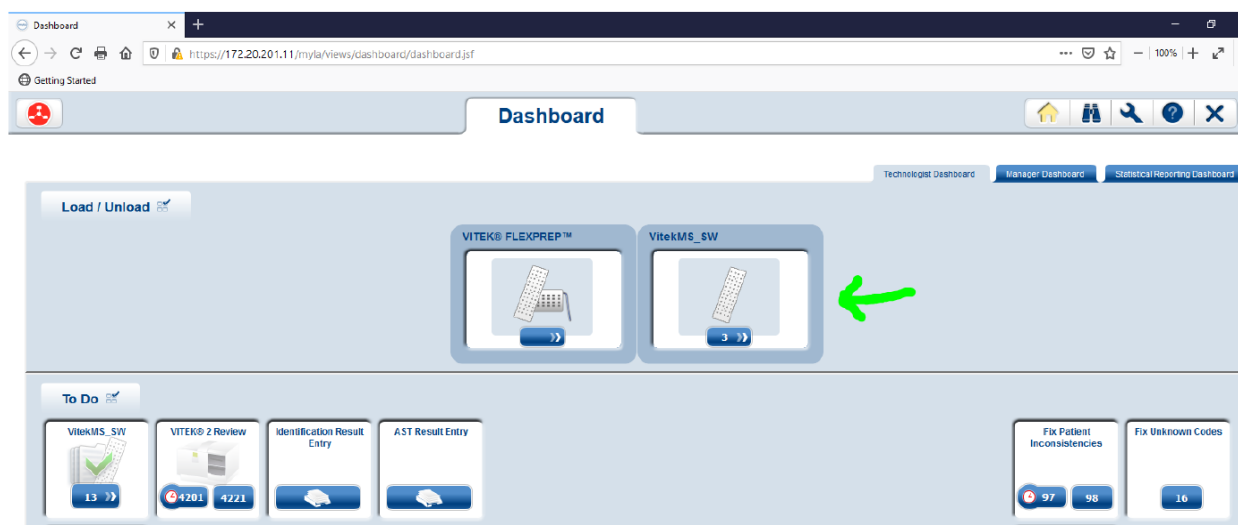 Dashboard
https://172.20.201.11/myla/views/dashboard/dashboard.jsf
100%
Getting Started
Dashboard
Technologist Dashboard
Manager Dashboard
Statistical Reporting Dashboard
Load / Unload
VITEK® FLEXPREP™
VitekMS_SW
3
To Do
VitekMS_SW
VITEK® 2 Review
Identification Result
Entry
AST Result Entry
Fix Patient
Inconsistencies
Fix Unknown Codes
13
4201
4221
97
98
16